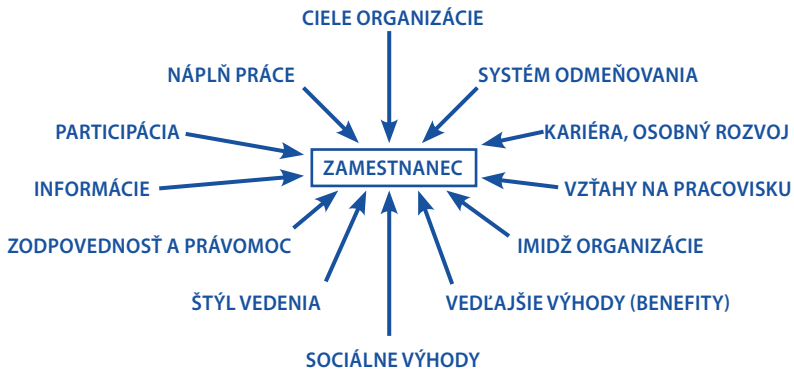 CIELE ORGANIZÁCIE
NÁPLŇ PRÁCE
SYSTÉM ODMEŇOVANIA
PARTICIPÁCIA
KARIÉRA, OSOBNÝ ROZVOJ
ZAMESTNANEC
INFORMÁCIE
VZŤAHY NA PRACOVISKU
ZODPOVEDNOSŤ A PRÁVOMOC
IMIDŽ ORGANIZÁCIE
ŠTÝL VEDENIA
VEDĽAJŠIE VÝHODY (BENEFITY)
SOCIÁLNE VÝHODY